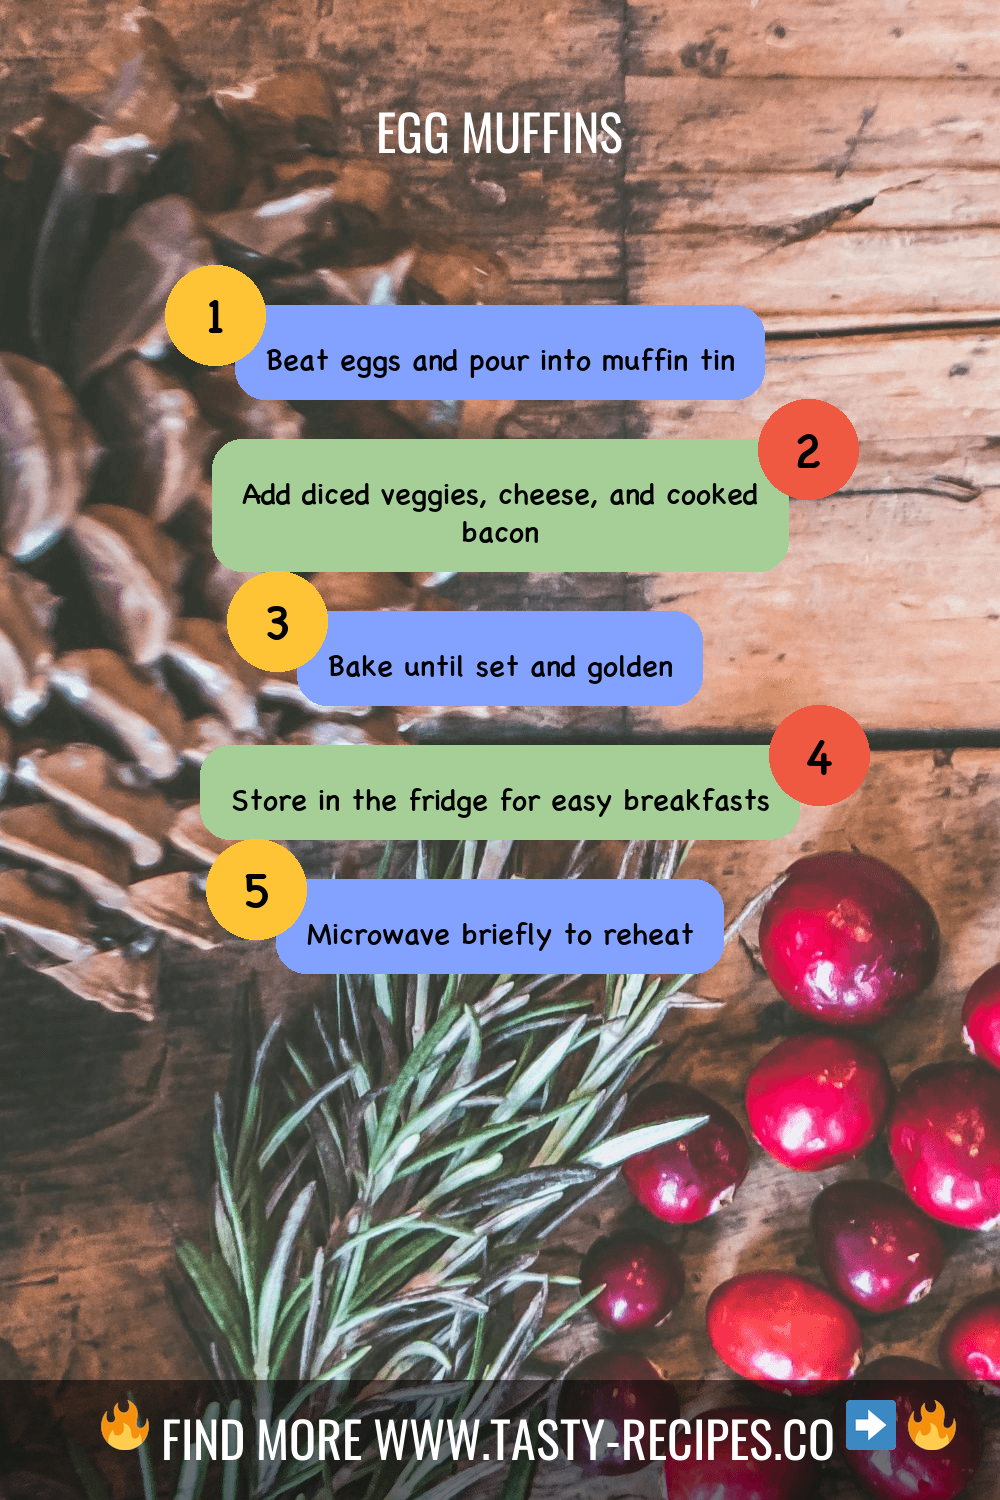 EGG MUFFINS
1
Beat eggs and pour into muffin tin
2
Add diced veggies, cheese, and cooked
bacon
3
Bake until set and golden
4
Store in the fridge for easy breakfasts
5
Microwave briefly to reheat
🔥 FIND MORE WWW.TASTY-RECIPES.CO ➡️ 🔥